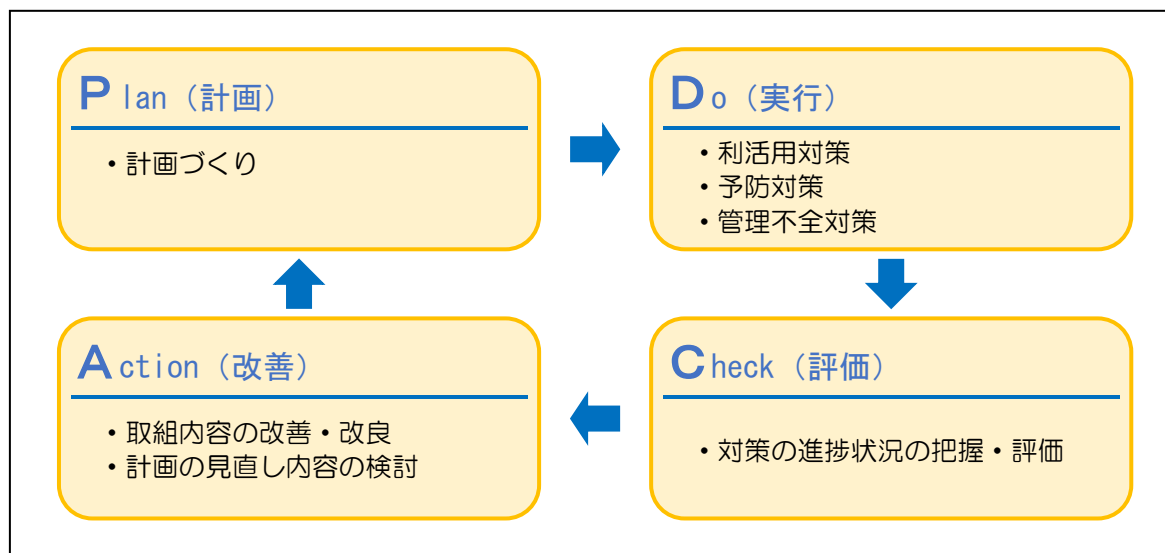 Plan（計画）
・計画づくり
Do（実行）
・利活用対策
・予防対策
・管理不全対策
Check（評価）
・対策の進捗状況の把握・評価
Action（改善）
・取組内容の改善・改良
・計画の見直し内容の検討